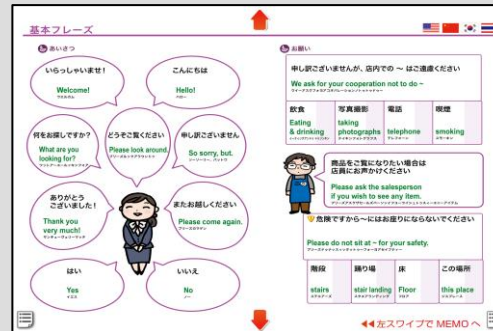 基本フレーズ
あいさつ
いらっしゃいませ!
Welcome!
こんにちは
Hello!
何をお探しですか?
What are you
looking for?
どうぞご覧ください
Please look around.
申し訳ございません
So sorry, but.
ありがとう
ございました!
Thank you
very much!
またお越しください
Please come again.
はい
Yes
イエス
いいえ
No
ノー
お願い
申し訳ございませんが、店内での 〜 はご遠慮ください
We ask for your cooperation not to do ~
飲食
Eating
& drinking
写真撮影
taking
photographs
電話
telephone
喫煙
smoking
商品をご覧になりたい場合は
店員にお声かけください
Please ask the salesperson
if you wish to see any item.
危険ですから〜にはお座りにならないでください
Please do not sit at ~ for your safety.
階段
stairs
踊り場
stair landing
床
Floor
この場所
this place
左スワイプで MEMO へ